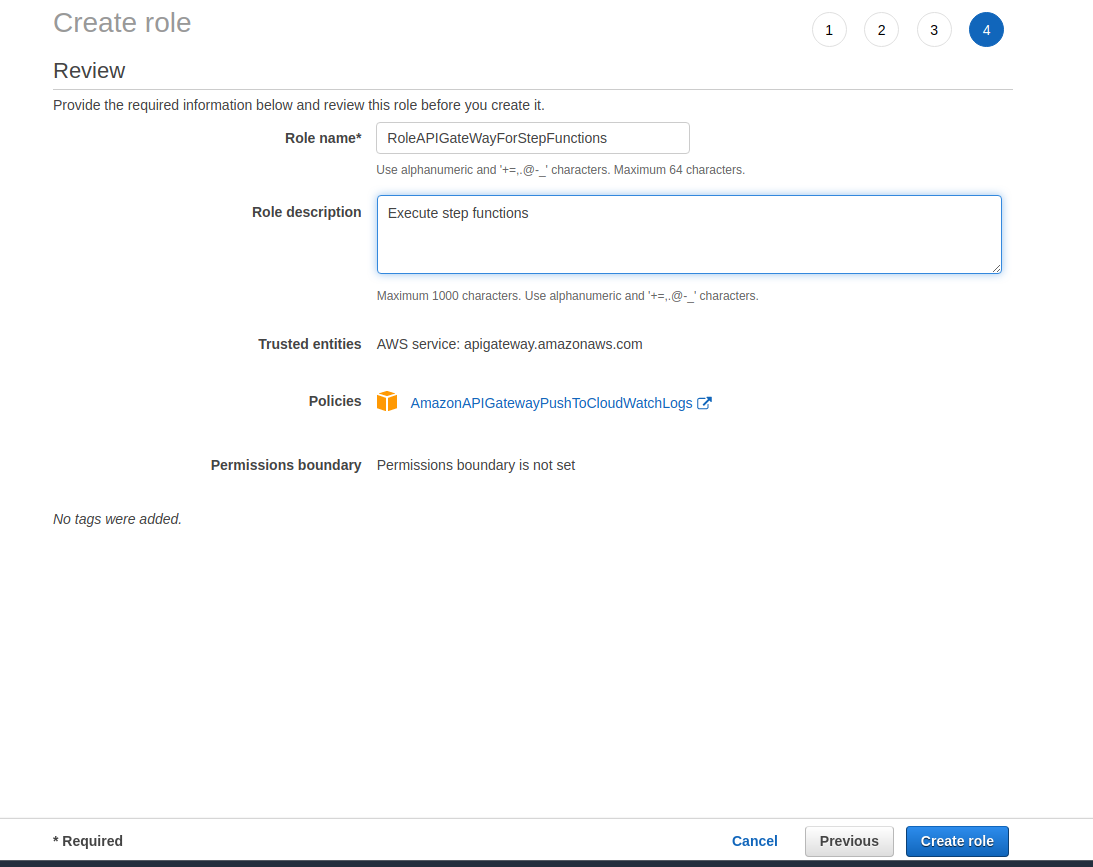 Create role
1 2 3 4
Review
Provide the required information below and review this role before you create it.
Role name* RoleAPIGateWayForStepFunctions
Use alphanumeric and '+=,.@-_' characters. Maximum 64 characters.
Role description Execute step functions
Maximum 1000 characters. Use alphanumeric and '+=,.@-_' characters.
Trusted entities AWS service: apigateway.amazonaws.com
Policies AmazonAPIGatewayPushToCloudWatchLogs
Permissions boundary Permissions boundary is not set
No tags were added.
* Required Cancel Previous Create role